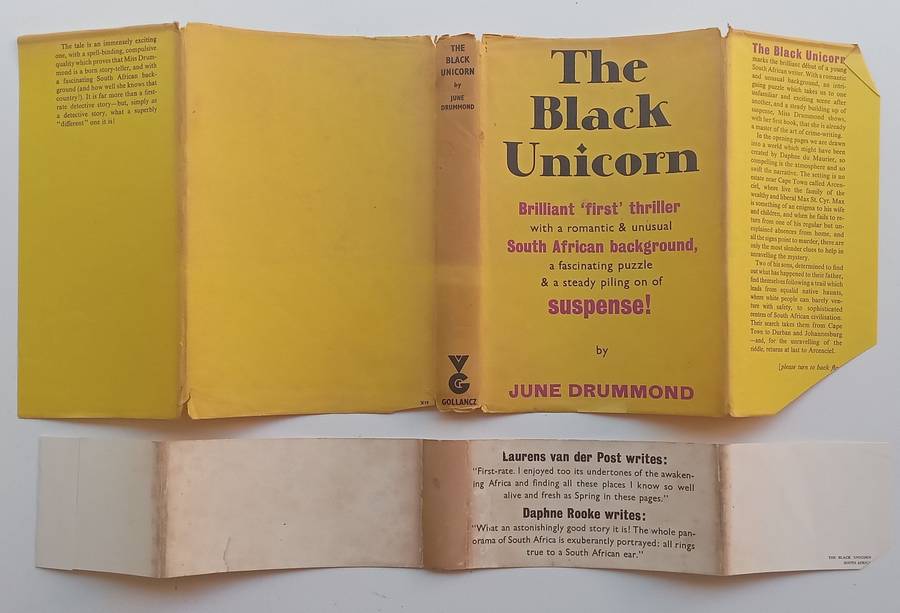 The tale is an immensely exciting
one, with a spell-binding, compulsive
quality which proves that Miss Drum-
mond is a born story-teller, and with
a fascinating South African back-
ground (and how well she knows that
country!). It is far more than a first-
rate detective story—but, simply as
a detective story, what a superbly
"different" one it is!
THE
BLACK
UNICORN
by
JUNE
DRUMMOND
VG
GOLLANCZ
The
Black
Unicorn
Brilliant 'first' thriller
with a romantic & unusual
South African background,
a fascinating puzzle
& a steady piling on of
suspense!
by
JUNE DRUMMOND
The Black Unicorn
marks the brilliant début of a young
South African writer. With a romantic
and unusual background, an intri-
guing puzzle which takes us to one
unfamiliar and exciting scene after
another, and a steady building up of
suspense, Miss Drummond shows,
with her first book, that she is already
a master of the art of crime-writing.
In the opening pages we are drawn
into a world which might have been
created by Daphne du Maurier, so
compelling is the atmosphere and so
swift the narrative. The setting is an
estate near Cape Town called Arcen-
ciel, where live the family of the
wealthy and liberal Max St. Cyr. Max
is something of an enigma to his wife
and children, and when he fails to re-
turn from one of his regular but un-
explained absences from home, and
all the signs point to murder, there are
only the most slender clues to help in
unravelling the mystery.
Two of his sons, determined to find
out what has happened to their father,
find themselves following a trail which
leads from squalid native haunts,
where white people can barely ven-
ture with safety, to sophisticated
centres of South African civilisation.
Their search takes them from Cape
Town to Durban and Johannesburg
—and, for the unravelling of the
riddle, returns at last to Arcenciel.
[please turn to back
Laurens van der Post writes:
"First-rate. I enjoyed too its undertones of the awaken-
ing Africa and finding all these places I know so well
alive and fresh as Spring in these pages."
Daphne Rooke writes:
"What an astonishingly good story it is! The whole pan-
orama of South Africa is exuberantly portrayed: all rings
true to a South African ear."
THE BLACK UNICORN
SOUTH AFRICA